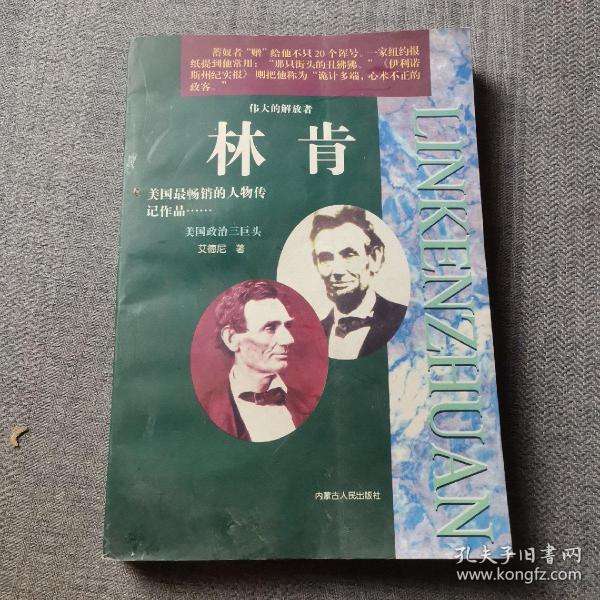 蓄奴者“赠”给他不只20个诨号。一家纽约报
纸提到他常用：“那只街头的丑狒狒。”《伊利诺
斯州纪实报》则把他称为“诡计多端，心术不正的
政客。”
伟大的解放者
林肯
美国最畅销的人物传
记作品……
美国政治三巨头
艾德尼 著
LINKENZHUAN
内蒙古人民出版社
孔夫子旧书网
www.kongfz.com